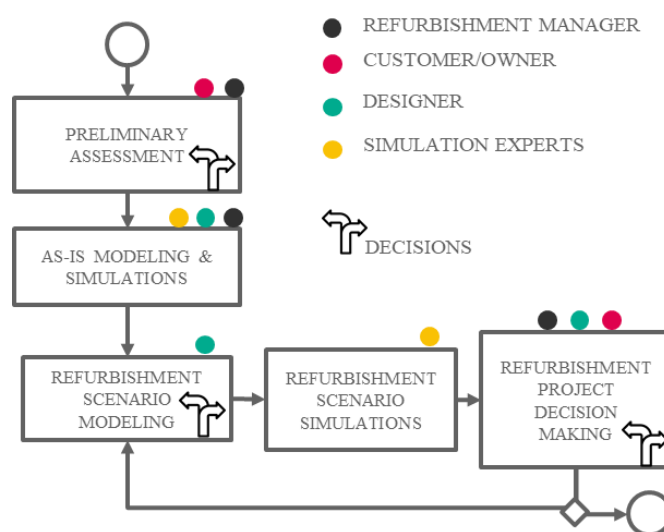 REFURBISHMENT MANAGER
CUSTOMER/OWNER
DESIGNER
SIMULATION EXPERTS
DECISIONS
PRELIMINARY
ASSESSMENT
AS-IS MODELING &
SIMULATIONS
REFURBISHMENT
SCENARIO
MODELING
REFURBISHMENT
SCENARIO
SIMULATIONS
REFURBISHMENT
PROJECT
DECISION
MAKING